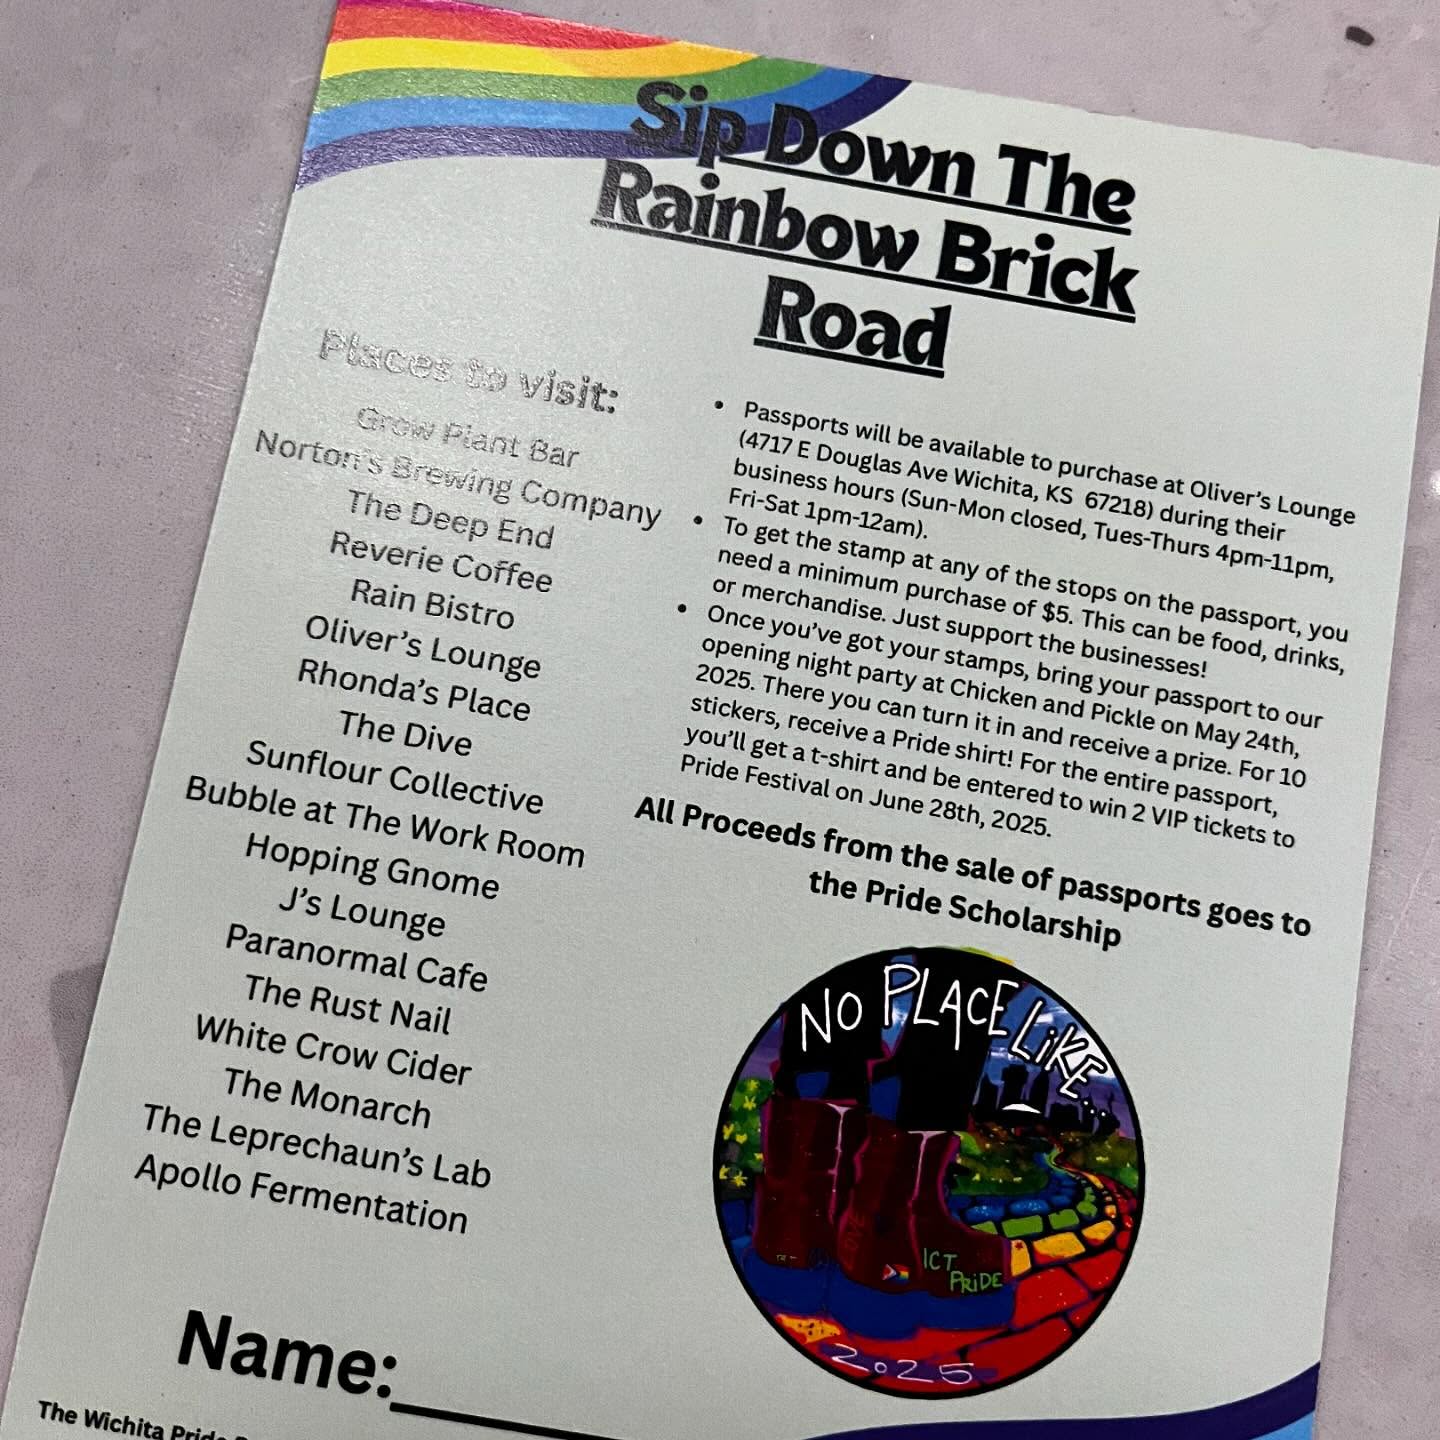 Sip Down The
Rainbow Brick
Road
Places to visit:
Grow Plant Bar
Norton's Brewing Company
The Deep End
Reverie Coffee
Rain Bistro
Oliver's Lounge
Rhonda's Place
The Dive
Sunflour Collective
Bubble at The Work Room
Hopping Gnome
J's Lounge
Paranormal Cafe
The Rust Nail
White Crow Cider
The Monarch
The Leprechaun's Lab
Apollo Fermentation
• Passports will be available to purchase at Oliver's Lounge
(4717 E Douglas Ave Wichita, KS 67218) during their
business hours (Sun-Mon closed, Tues-Thurs 4pm-11pm,
Fri-Sat 1pm-12am).
• To get the stamp at any of the stops on the passport, you
need a minimum purchase of $5. This can be food, drinks,
or merchandise. Just support the businesses!
• Once you've got your stamps, bring your passport to our
opening night party at Chicken and Pickle on May 24th,
2025. There you can turn it in and receive a prize. For 10
stickers, receive a Pride shirt! For the entire passport,
you'll get a t-shirt and be entered to win 2 VIP tickets to
Pride Festival on June 28th, 2025.
All Proceeds from the sale of passports goes to
the Pride Scholarship
NO PLACE LIKE...
ICT
PRIDE
2025
Name:
The Wichita Pride